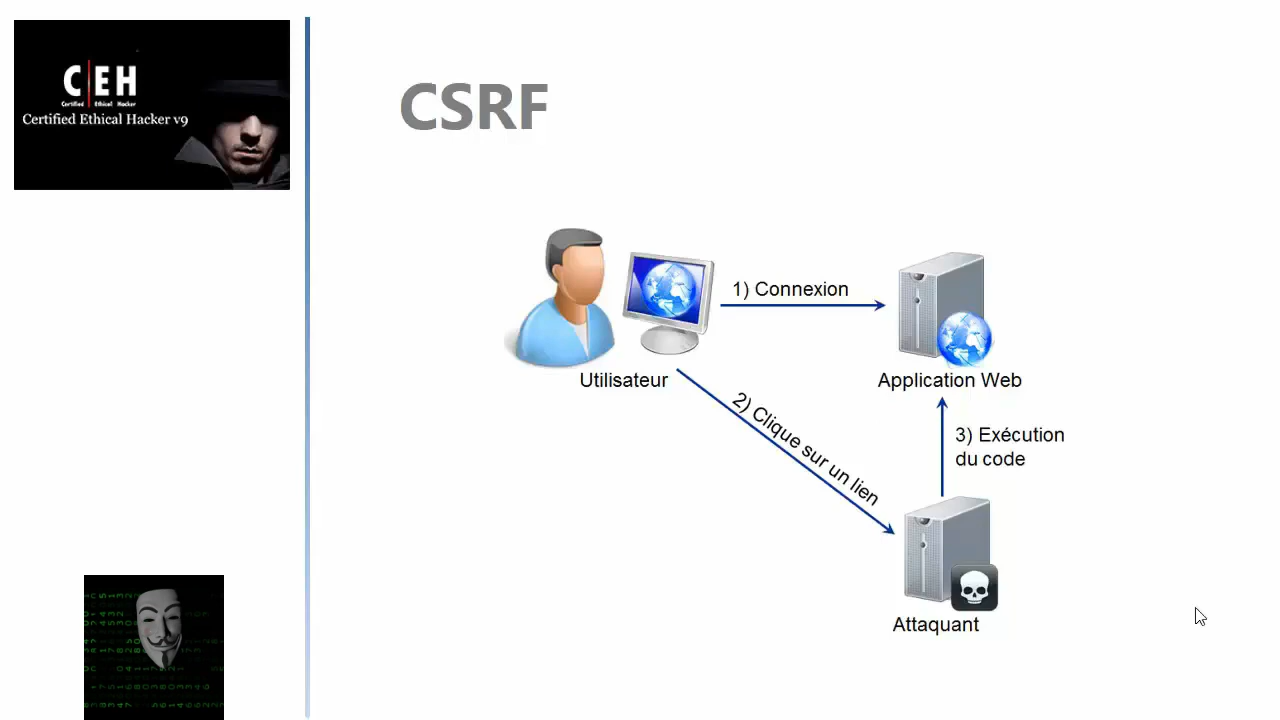 C|EH
Certified Ethical Hacker
Certified Ethical Hacker v9
CSRF
1) Connexion
Utilisateur
Application Web
2) Clique sur un lien
3) Exécution
du code
Attaquant